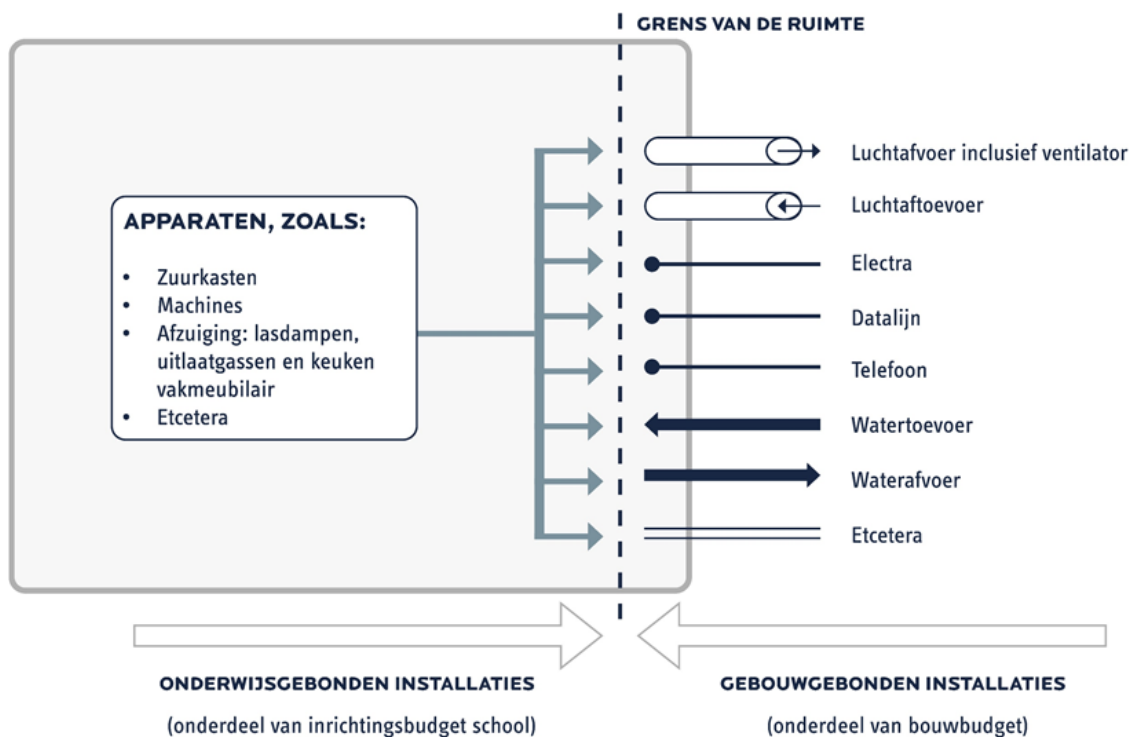 GRENS VAN DE RUIMTE
Luchtafvoer inclusief ventilator
Luchtaftoevoer
Electra
Datalijn
Telefoon
Watertoevoer
Waterafvoer
Etcetera
APPARATEN, ZOALS:
• Zuurkasten
• Machines
• Afzuiging: lasdampen,
uitlaatgassen en keuken
vakmeubilair
• Etcetera
ONDERWIJSGEBONDEN INSTALLATIES
(onderdeel van inrichtingsbudget school)
GEBOUWGEBONDEN INSTALLATIES
(onderdeel van bouwbudget)